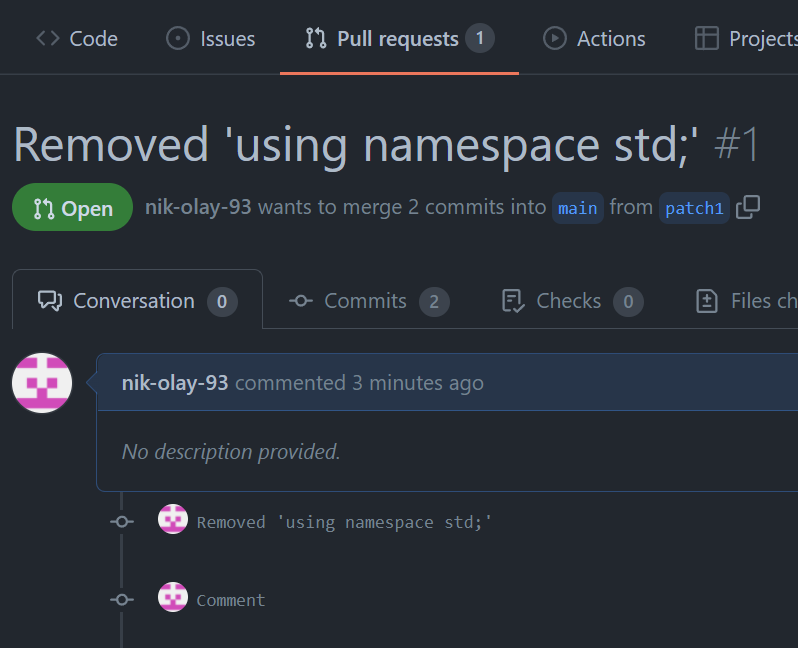 Code Issues Pull requests 1 Actions Projects
Removed 'using namespace std;' #1
Open nik-olay-93 wants to merge 2 commits into main from patch1
Conversation 0 Commits 2 Checks 0 Files ch
nik-olay-93 commented 3 minutes ago
No description provided.
Removed 'using namespace std;'
Comment